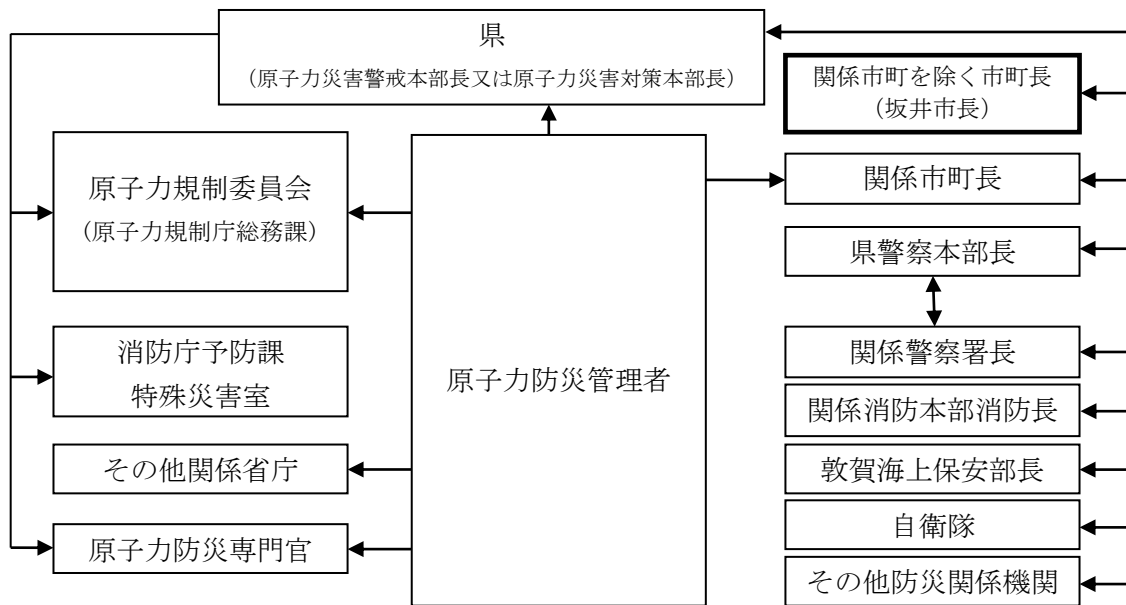 県
（原子力災害警戒本部長又は原子力災害対策本部長）
関係市町を除く市町長
（坂井市長）
原子力規制委員会
（原子力規制庁総務課）
関係市町長
県警察本部長
消防庁予防課
特殊災害室
原子力防災管理者
関係警察署長
関係消防本部消防長
その他関係省庁
敦賀海上保安部長
自衛隊
原子力防災専門官
その他防災関係機関